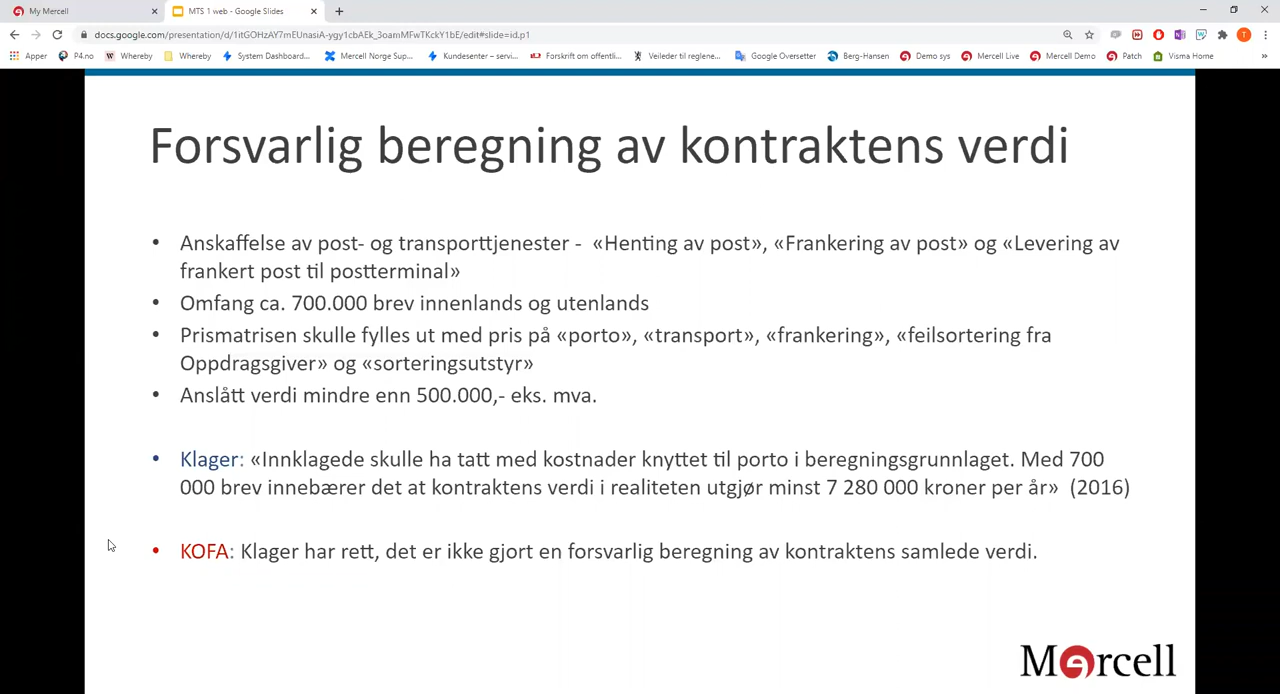 My Mercell
MTS 1 web - Google Slides
docs.google.com/presentation/d/1itGOHzAY7mEUnasiA-ygy1cbAEk_3oamMFwTKckY1bE/edit#slide=id.p1
Apper P4.no Whereby Whereby System Dashboard... Mercell Norge Sup... Kundesenter – servi... Forskrift om offentli... Veileder til reglene... Google Oversetter Berg-Hansen Demo sys Mercell Live Mercell Demo Patch Visma Home »
Forsvarlig beregning av kontraktens verdi
• Anskaffelse av post- og transporttjenester - «Henting av post», «Frankering av post» og «Levering av
frankert post til postterminal»
• Omfang ca. 700.000 brev innenlands og utenlands
• Prismatrisen skulle fylles ut med pris på «porto», «transport», «frankering», «feilsortering fra
Oppdragsgiver» og «sorteringsutstyr»
• Anslått verdi mindre enn 500.000,- eks. mva.
• Klager: «Innklagede skulle ha tatt med kostnader knyttet til porto i beregningsgrunnlaget. Med 700
000 brev innebærer det at kontraktens verdi i realiteten utgjør minst 7 280 000 kroner per år» (2016)
• KOFA: Klager har rett, det er ikke gjort en forsvarlig beregning av kontraktens samlede verdi.
Mercell